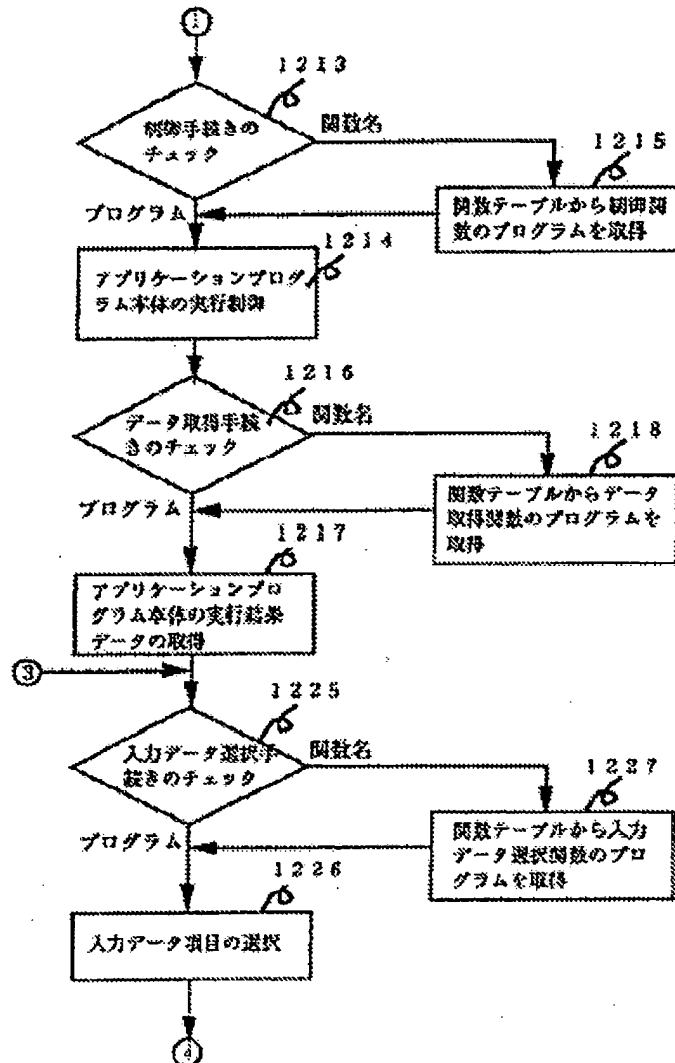 ①
1213
制御手続きの
チェック
関数名
1215
関数テーブルから制御関
数のプログラムを取得
プログラム
1214
アプリケーションプログ
ラム本体の実行制御
1216
データ取得手続
きのチェック
関数名
1218
関数テーブルからデータ
取得関数のプログラムを
取得
プログラム
1217
アプリケーションプロ
グラム本体の実行結果
データの取得
③
1225
入力データ選択手
続きのチェック
関数名
1227
関数テーブルから入力
データ選択関数のプロ
グラムを取得
プログラム
1226
入力データ項目の選択
④